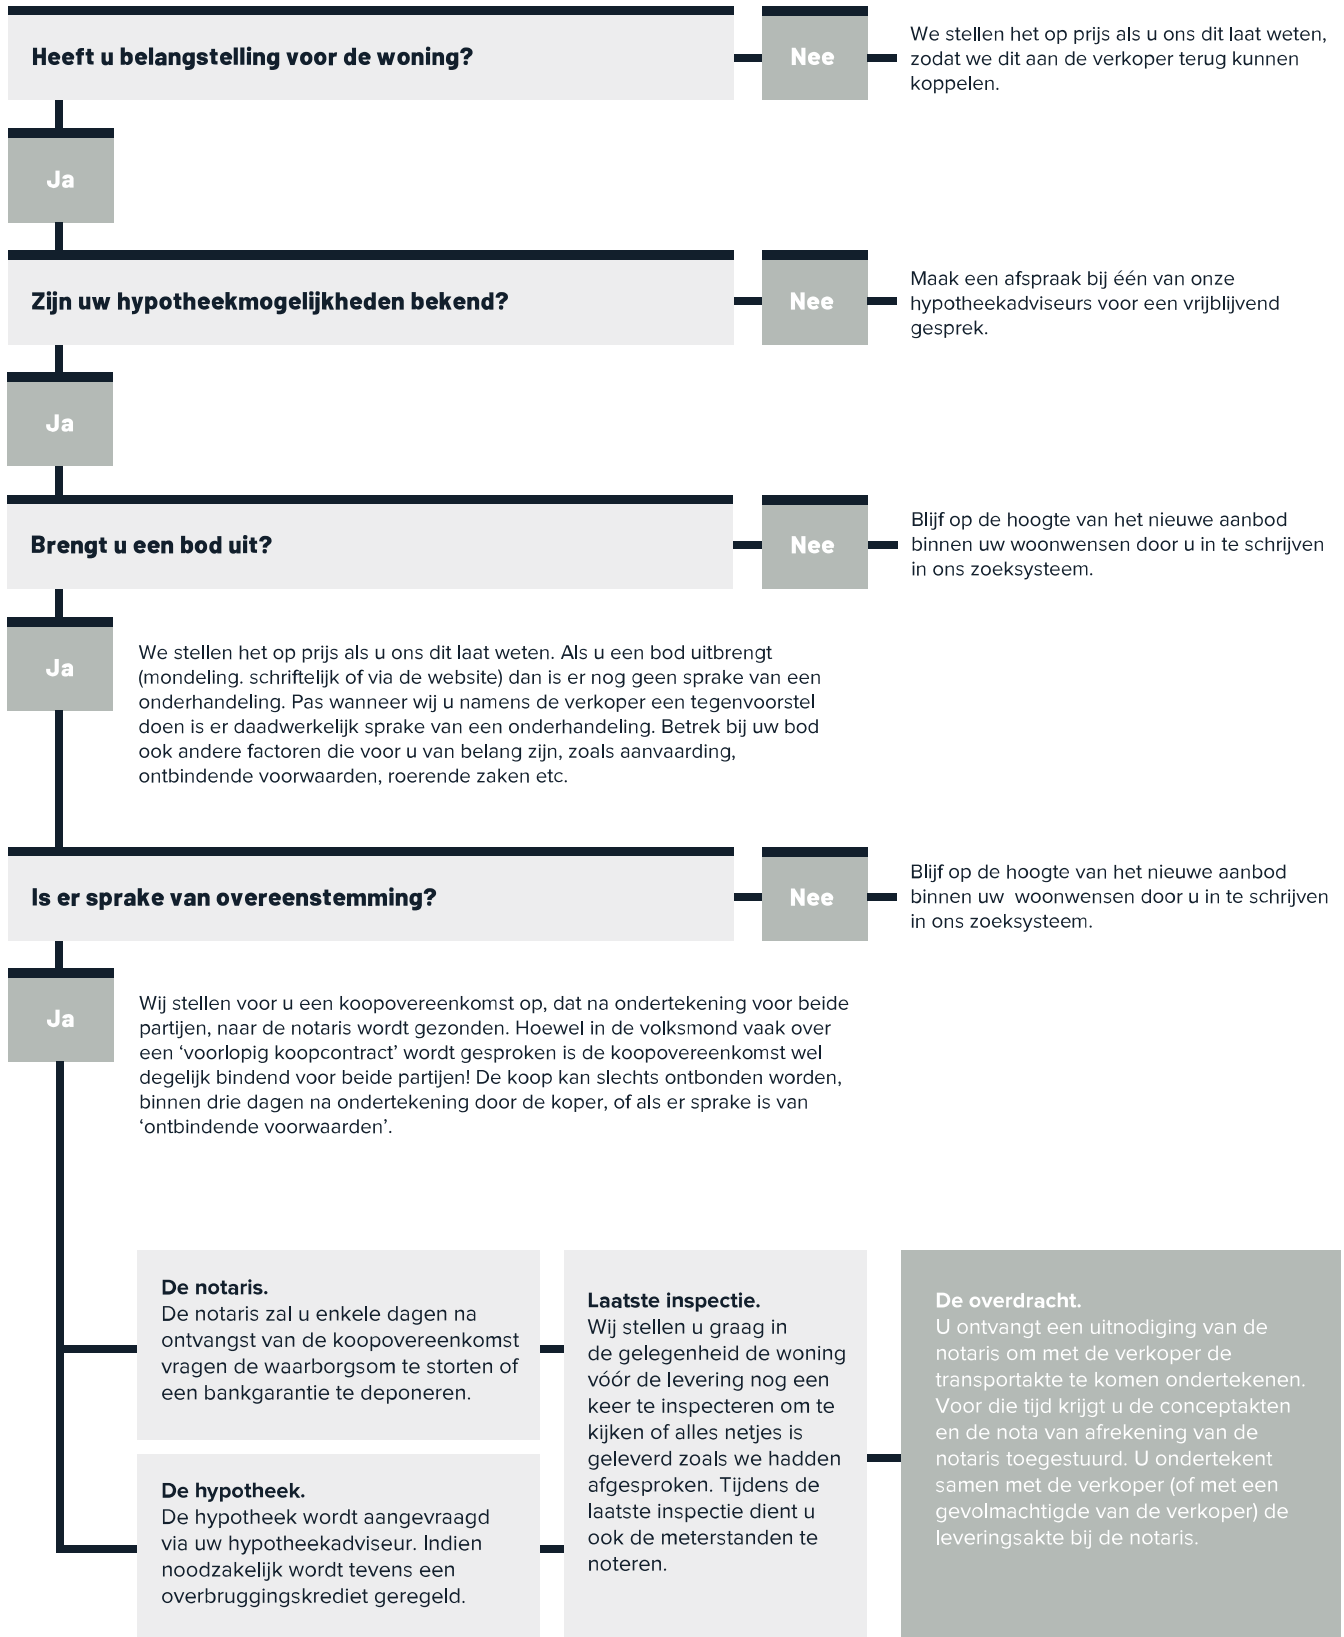 Heeft u belangstelling voor de woning?
Nee
We stellen het op prijs als u ons dit laat weten,
zodat we dit aan de verkoper terug kunnen
koppelen.
Ja
Zijn uw hypotheekmogelijkheden bekend?
Nee
Maak een afspraak bij één van onze
hypotheekadviseurs voor een vrijblijvend
gesprek.
Ja
Brengt u een bod uit?
Nee
Blijf op de hoogte van het nieuwe aanbod
binnen uw woonwensen door u in te schrijven
in ons zoeksysteem.
Ja
We stellen het op prijs als u ons dit laat weten. Als u een bod uitbrengt
(mondeling. schriftelijk of via de website) dan is er nog geen sprake van een
onderhandeling. Pas wanneer wij u namens de verkoper een tegenvoorstel
doen is er daadwerkelijk sprake van een onderhandeling. Betrek bij uw bod
ook andere factoren die voor u van belang zijn, zoals aanvaarding,
ontbindende voorwaarden, roerende zaken etc.
Is er sprake van overeenstemming?
Nee
Blijf op de hoogte van het nieuwe aanbod
binnen uw  woonwensen door u in te schrijven
in ons zoeksysteem.
Ja
Wij stellen voor u een koopovereenkomst op, dat na ondertekening voor beide
partijen, naar de notaris wordt gezonden. Hoewel in de volksmond vaak over
een ‘voorlopig koopcontract’ wordt gesproken is de koopovereenkomst wel
degelijk bindend voor beide partijen! De koop kan slechts ontbonden worden,
binnen drie dagen na ondertekening door de koper, of als er sprake is van
‘ontbindende voorwaarden’.
De notaris.
De notaris zal u enkele dagen na
ontvangst van de koopovereenkomst
vragen de waarborgsom te storten of
een bankgarantie te deponeren.
De hypotheek.
De hypotheek wordt aangevraagd
via uw hypotheekadviseur. Indien
noodzakelijk wordt tevens een
overbruggingskrediet geregeld.
Laatste inspectie.
Wij stellen u graag in
de gelegenheid de woning
vóór de levering nog een
keer te inspecteren om te
kijken of alles netjes is
geleverd zoals we hadden
afgesproken. Tijdens de
laatste inspectie dient u
ook de meterstanden te
noteren.
De overdracht.
U ontvangt een uitnodiging van de
notaris om met de verkoper de
transportakte te komen ondertekenen.
Voor die tijd krijgt u de conceptakten
en de nota van afrekening van de
notaris toegestuurd. U ondertekent
samen met de verkoper (of met een
gevolmachtigde van de verkoper) de
leveringsakte bij de notaris.